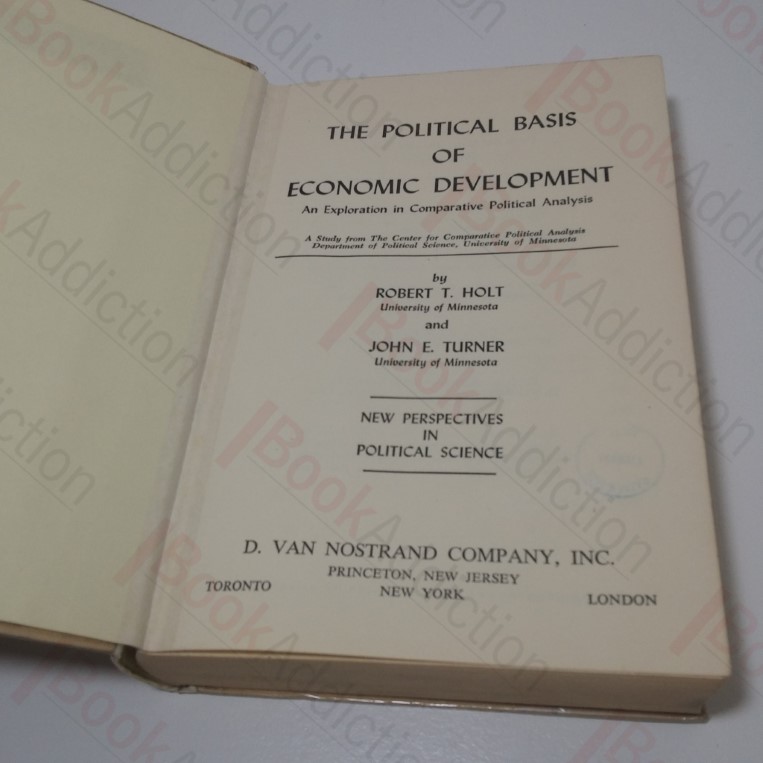 THE POLITICAL BASIS
OF
ECONOMIC DEVELOPMENT
An Exploration in Comparative Political Analysis
A Study from The Center for Comparative Political Analysis
Department of Political Science, University of Minnesota
by
ROBERT T. HOLT
University of Minnesota
and
JOHN E. TURNER
University of Minnesota
NEW PERSPECTIVES
IN
POLITICAL SCIENCE
D. VAN NOSTRAND COMPANY, INC.
PRINCETON, NEW JERSEY
TORONTO NEW YORK LONDON
BookAddiction